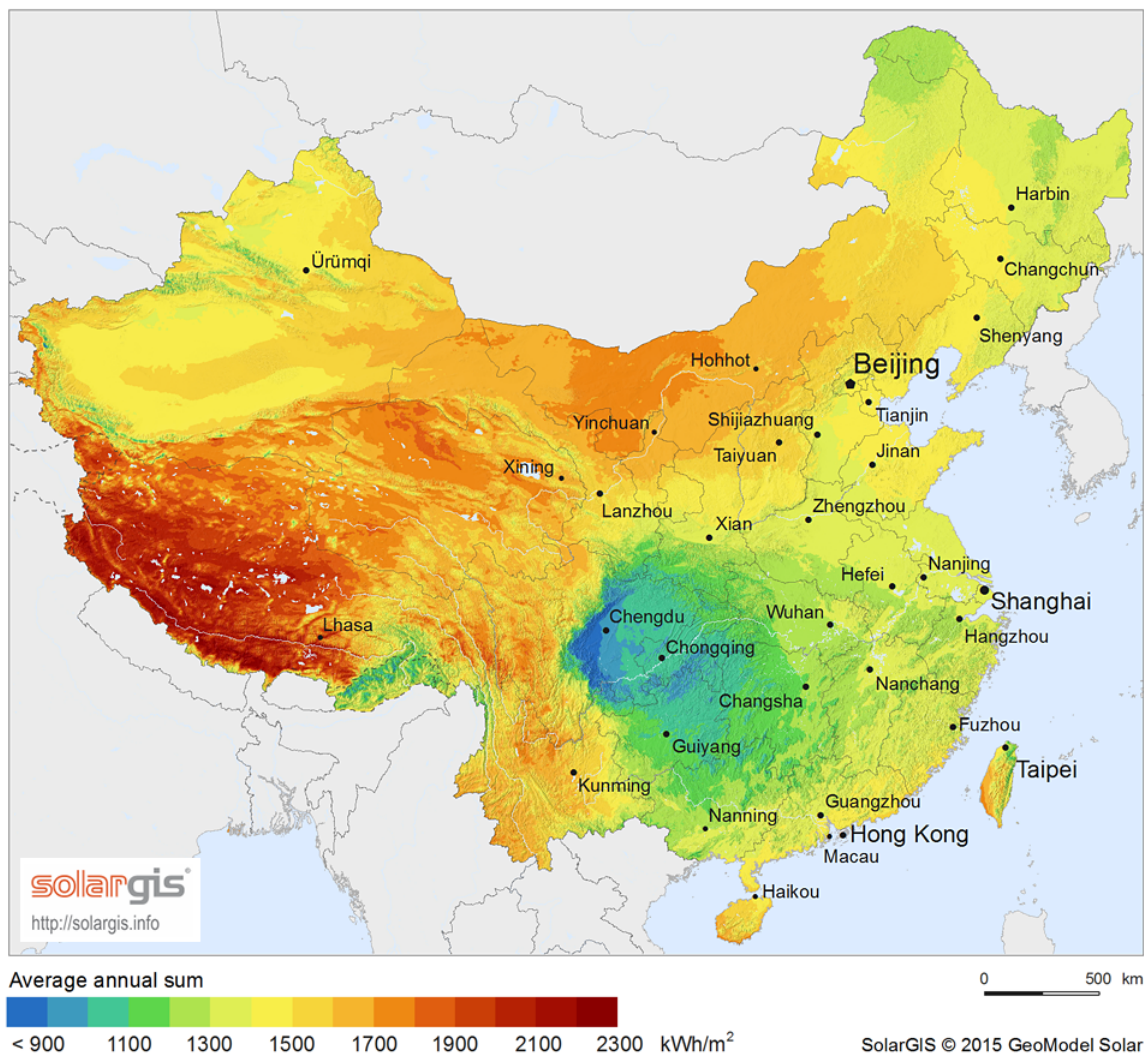 Harbin
Changchun
Ürümqi
Shenyang
Hohhot
Beijing
Tianjin
Yinchuan
Shijiazhuang
Taiyuan
Jinan
Xining
Lanzhou
Zhengzhou
Xian
Nanjing
Hefei
Shanghai
Chengdu
Wuhan
Hangzhou
Lhasa
Chongqing
Nanchang
Changsha
Fuzhou
Guiyang
Taipei
Kunming
Guangzhou
Nanning
Hong Kong
Macau
Haikou
solargis
http://solargis.info
Average annual sum
0 500 km
< 900 1100 1300 1500 1700 1900 2100 2300 kWh/m²
SolarGIS © 2015 GeoModel Solar